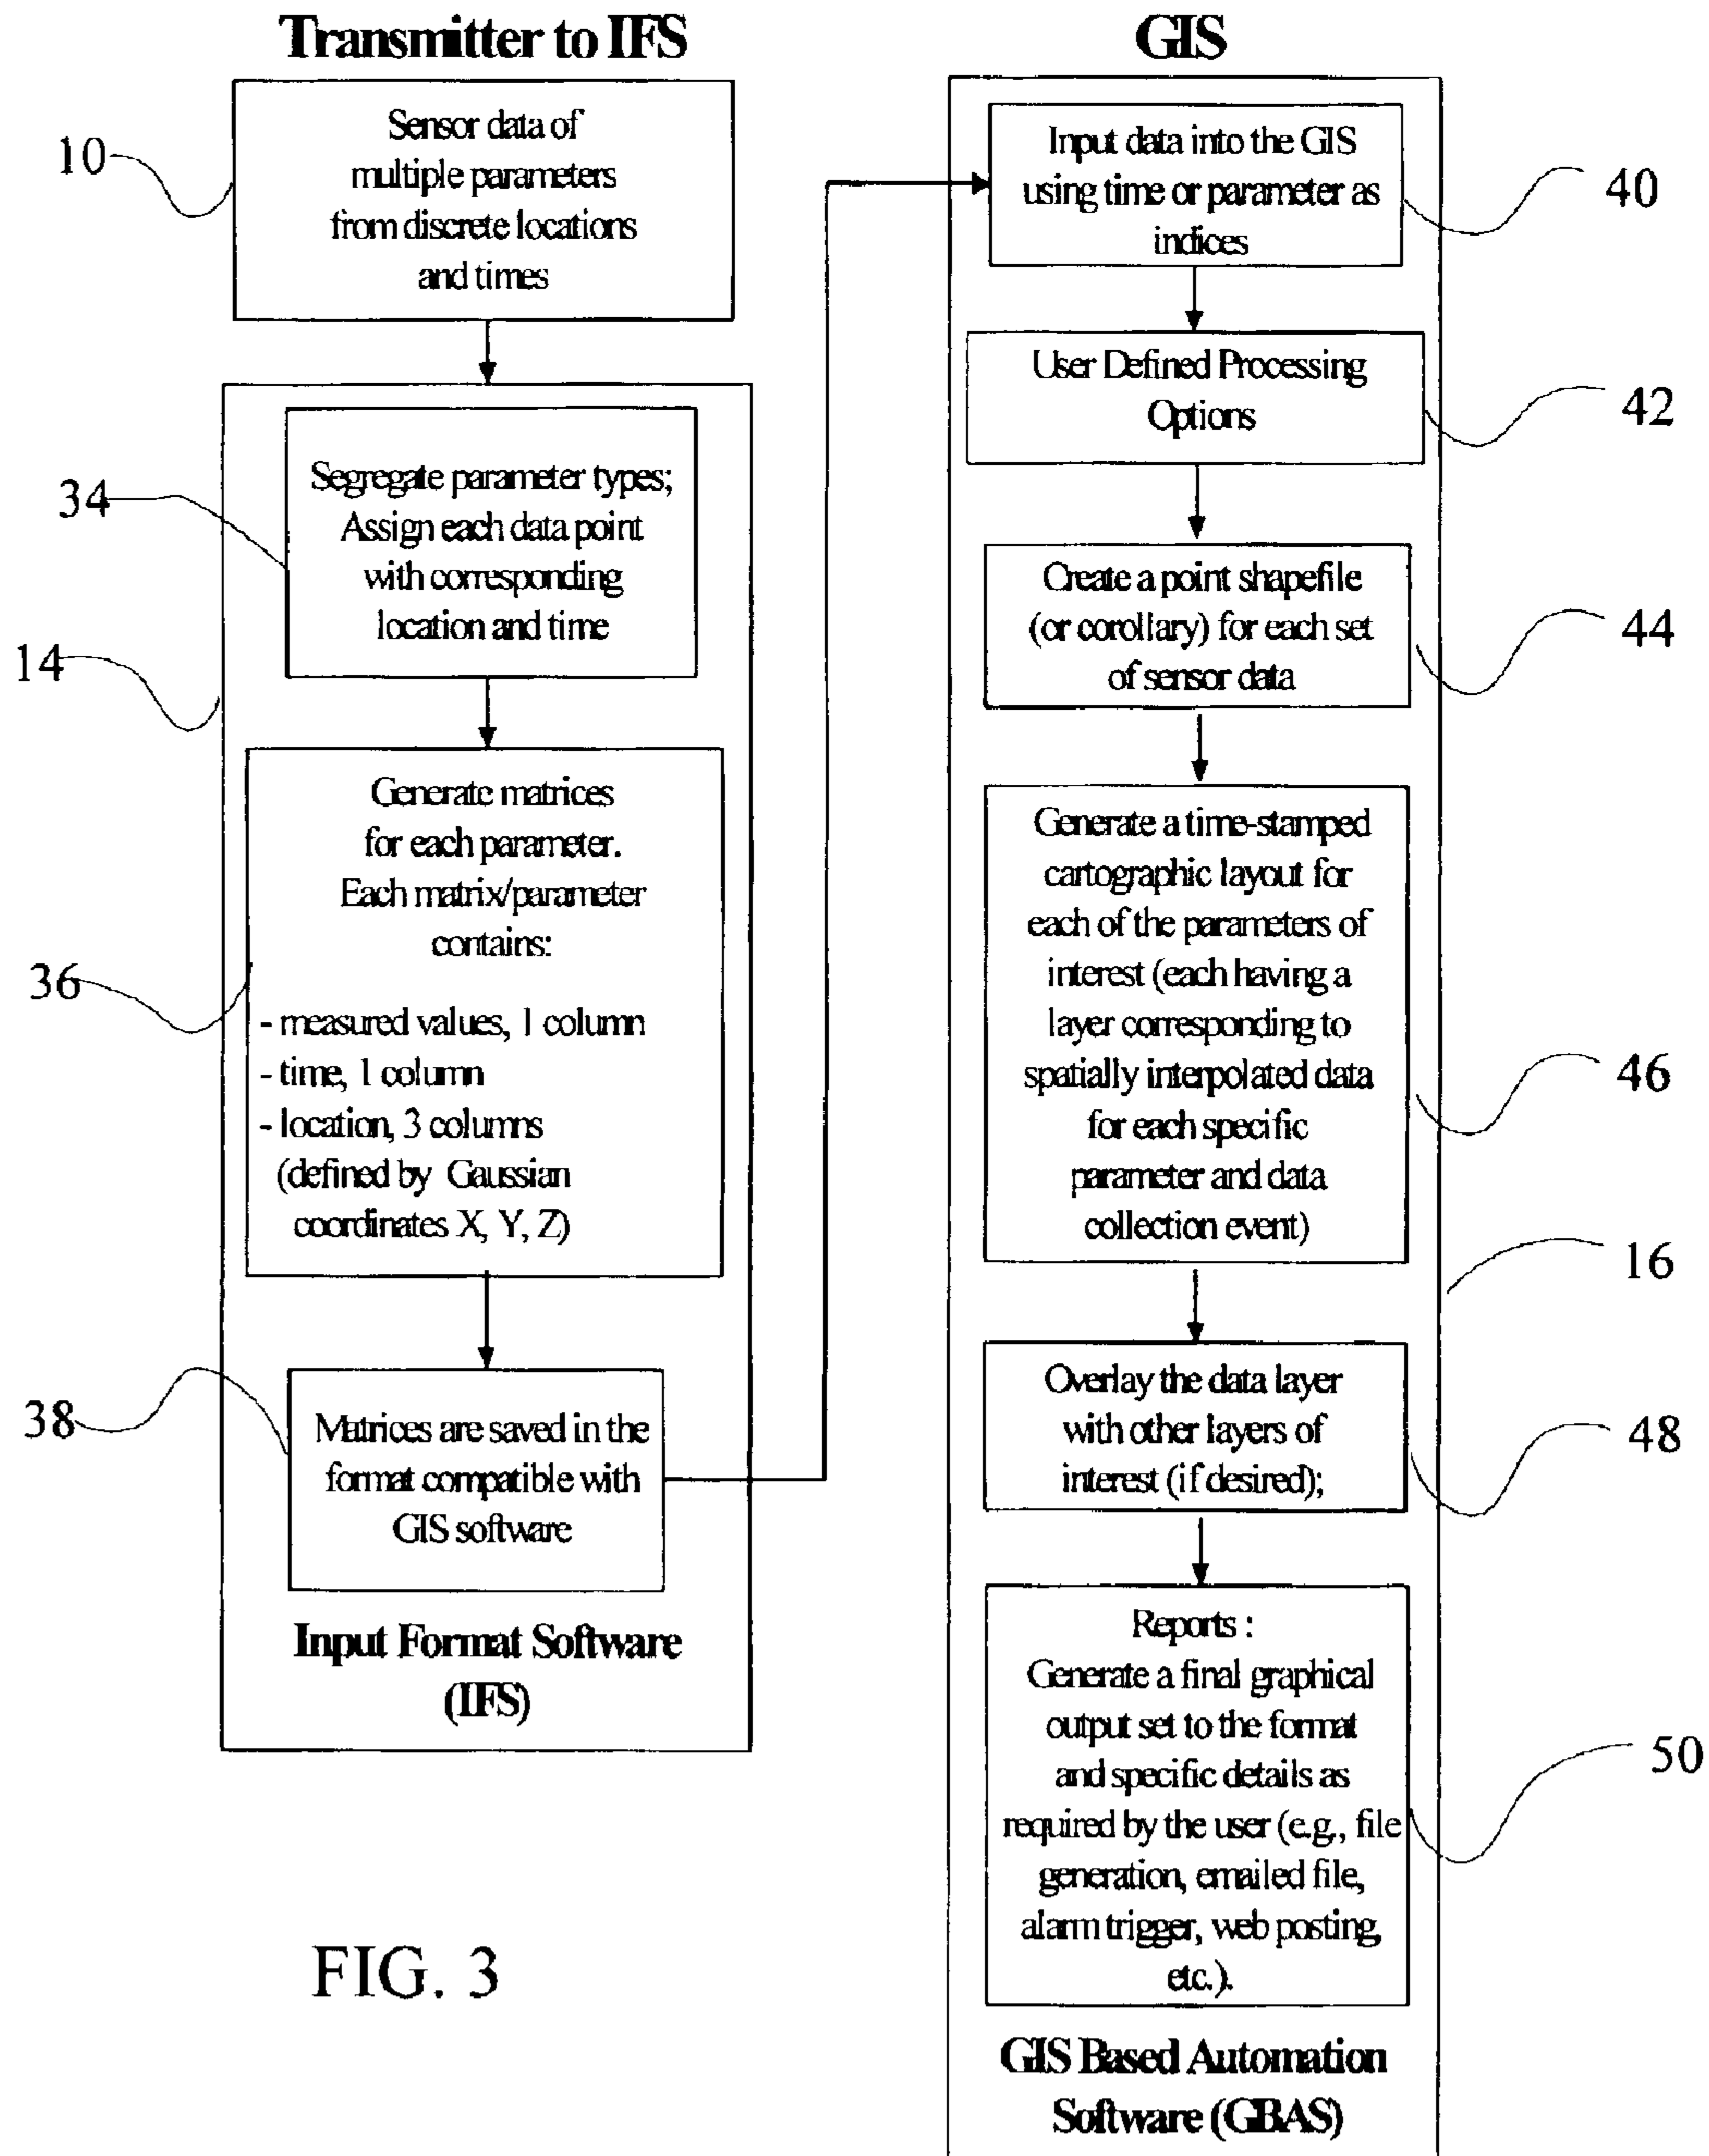 Transmitter to IFS
10
Sensor data of
multiple parameters
from discrete locations
and times
34
Segregate parameter types;
Assign each data point
with corresponding
location and time
14
36
Generate matrices
for each parameter.
Each matrix/parameter
contains:
- measured values, 1 column
- time, 1 column
- location, 3 columns
(defined by Gaussian
coordinates X, Y, Z)
38
Matrices are saved in the
format compatible with
GIS software
Input Format Software
(IFS)
FIG. 3
GIS
Input data into the GIS
using time or parameter as
indices
40
User Defined Processing
Options
42
Create a point shapefile
(or corollary) for each set
of sensor data
44
Generate a time-stamped
cartographic layout for
each of the parameters of
interest (each having a
layer corresponding to
spatially interpolated data
for each specific
parameter and data
collection event)
46
16
Overlay the data layer
with other layers of
interest (if desired);
48
Reports :
Generate a final graphical
output set to the format
and specific details as
required by the user (e.g., file
generation, emailed file,
alarm trigger, web posting,
etc.).
50
GIS Based Automation
Software (GBAS)